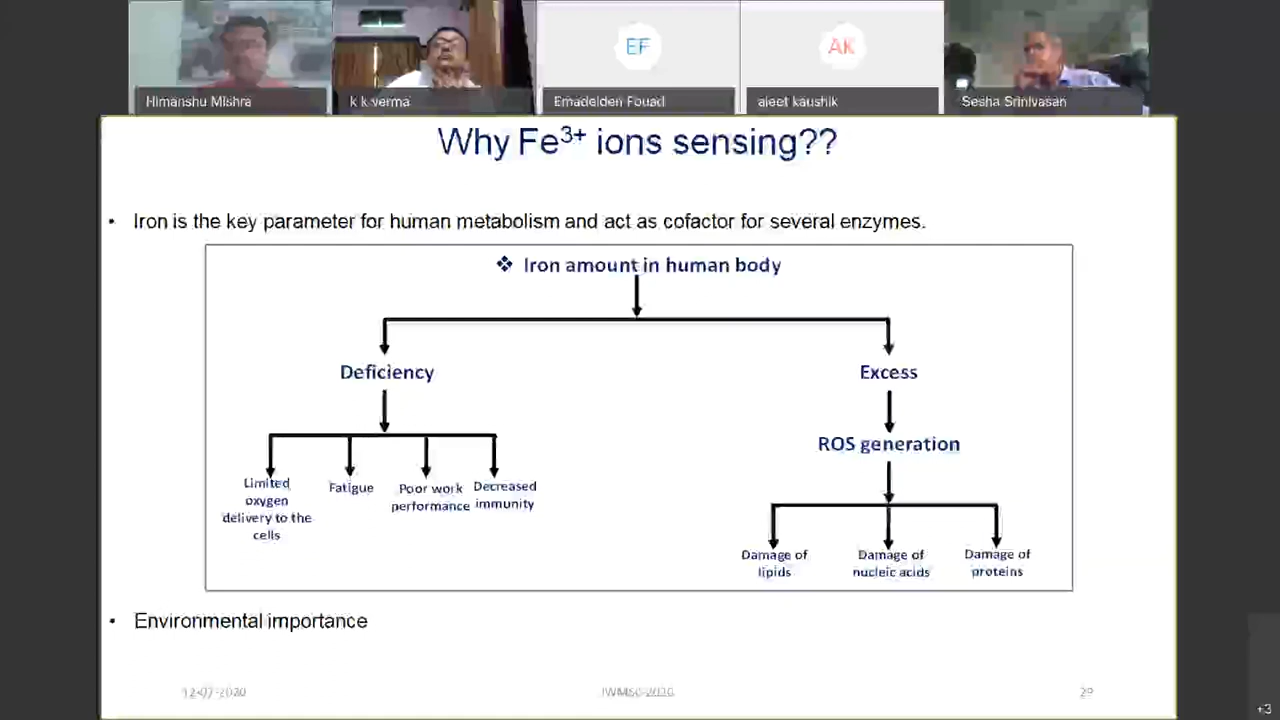 EF
AK
Himanshu Mishra
k k verma
Emadelden Fouad
ajeet kaushik
Sesha Srinivasan
Why Fe³⁺ ions sensing??
• Iron is the key parameter for human metabolism and act as cofactor for several enzymes.
❖ Iron amount in human body
Deficiency
Excess
ROS generation
Limited
oxygen
delivery to the
cells
Fatigue
Poor work
performance
Decreased
immunity
Damage of
lipids
Damage of
nucleic acids
Damage of
proteins
• Environmental importance
12-07-2020
29
+3